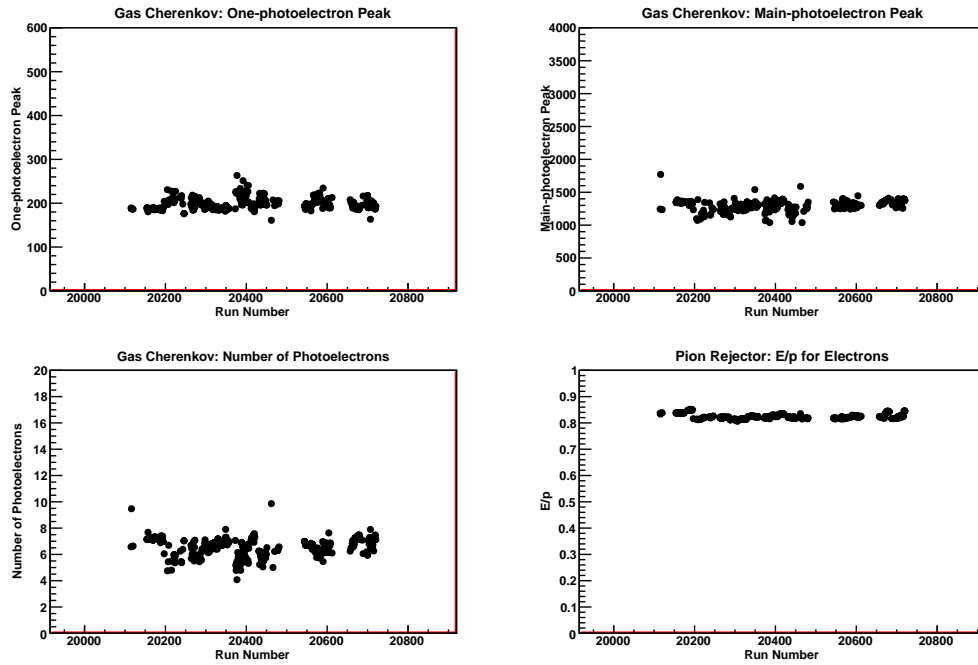 Gas Cherenkov: One-photoelectron Peak
One-photoelectron Peak
600
500
400
300
200
100
0
20000 20200 20400 20600 20800
Run Number
Gas Cherenkov: Main-photoelectron Peak
Main-photoelectron Peak
4000
3500
3000
2500
2000
1500
1000
500
0
20000 20200 20400 20600 20800
Run Number
Gas Cherenkov: Number of Photoelectrons
Number of Photoelectrons
20
18
16
14
12
10
8
6
4
2
0
20000 20200 20400 20600 20800
Run Number
Pion Rejector: E/p for Electrons
E/p
1
0.9
0.8
0.7
0.6
0.5
0.4
0.3
0.2
0.1
0
20000 20200 20400 20600 20800
Run Number